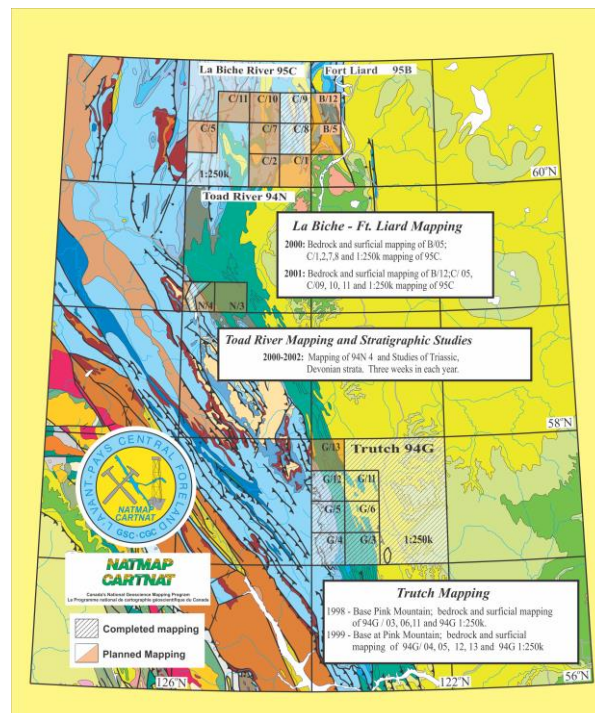 La Biche River 95C
Fort Liard 95B
C/11
C/10
C/9
B/12
C/5
C/7
C/8
B/5
C/2
C/1
1:250k
60°N
Toad River 94N
La Biche - Ft. Liard Mapping
2000: Bedrock and surficial mapping of B/05;
C/1,2,7,8 and 1:250k mapping of 95C.
2001: Bedrock and surficial mapping of B/12;C/ 05,
C/09, 10, 11 and 1:250k mapping of 95C
N/4
N/3
Toad River Mapping and Stratigraphic Studies
2000-2002: Mapping of 94N 4 and Studies of Triassic,
Devonian strata. Three weeks in each year.
58°N
G/13
Trutch 94G
G/12
G/11
G/5
G/6
G/4
G/3
1:250k
L'AVANT-PAYS CENTRAL FORELAND
NATMAP
CARTNAT
GSC-CGC
NATMAP
CARTNAT
Canada's National Geoscience Mapping Program
Le Programme national de cartographie géoscientifique du Canada
Completed mapping
Planned Mapping
Trutch Mapping
1998 - Base Pink Mountain; bedrock and surficial mapping
of 94G / 03, 06,11 and 94G 1:250k.
1999 - Base at Pink Mountain; bedrock and surficial
mapping of 94G/ 04, 05, 12, 13 and 94G 1:250k
126°N
122°N
56°N